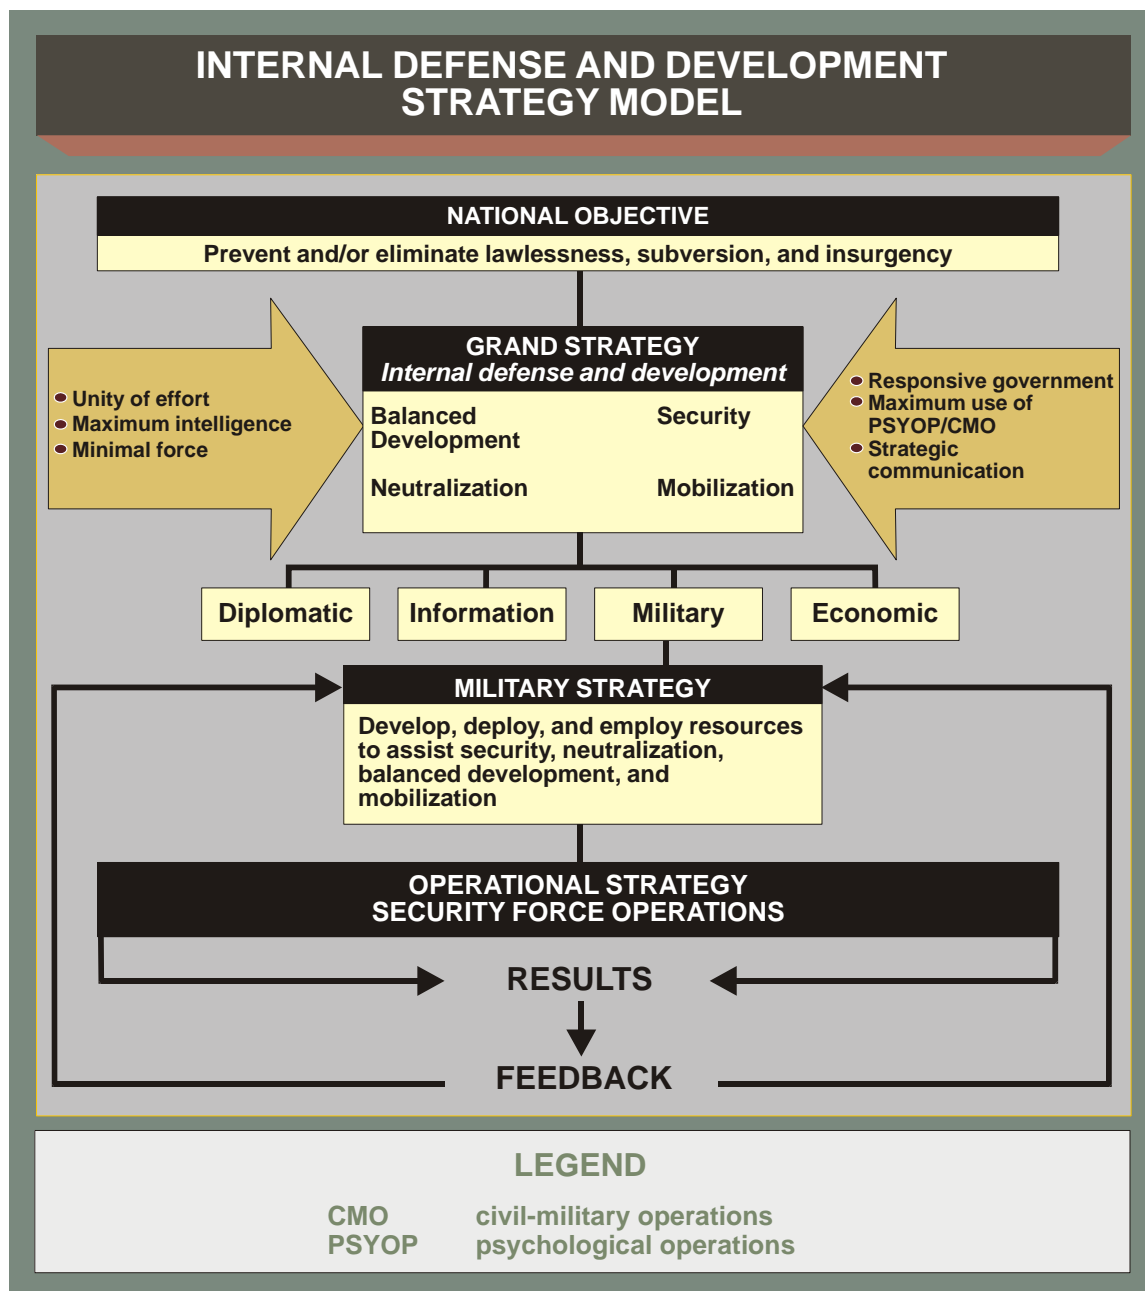 INTERNAL DEFENSE AND DEVELOPMENT
STRATEGY MODEL
NATIONAL OBJECTIVE
Prevent and/or eliminate lawlessness, subversion, and insurgency
• Unity of effort
• Maximum intelligence
• Minimal force
GRAND STRATEGY
Internal defense and development
Balanced
Development
Security
Neutralization
Mobilization
• Responsive government
• Maximum use of
PSYOP/CMO
• Strategic
communication
Diplomatic
Information
Military
Economic
MILITARY STRATEGY
Develop, deploy, and employ resources
to assist security, neutralization,
balanced development, and
mobilization
OPERATIONAL STRATEGY
SECURITY FORCE OPERATIONS
RESULTS
FEEDBACK
LEGEND
CMO civil-military operations
PSYOP psychological operations